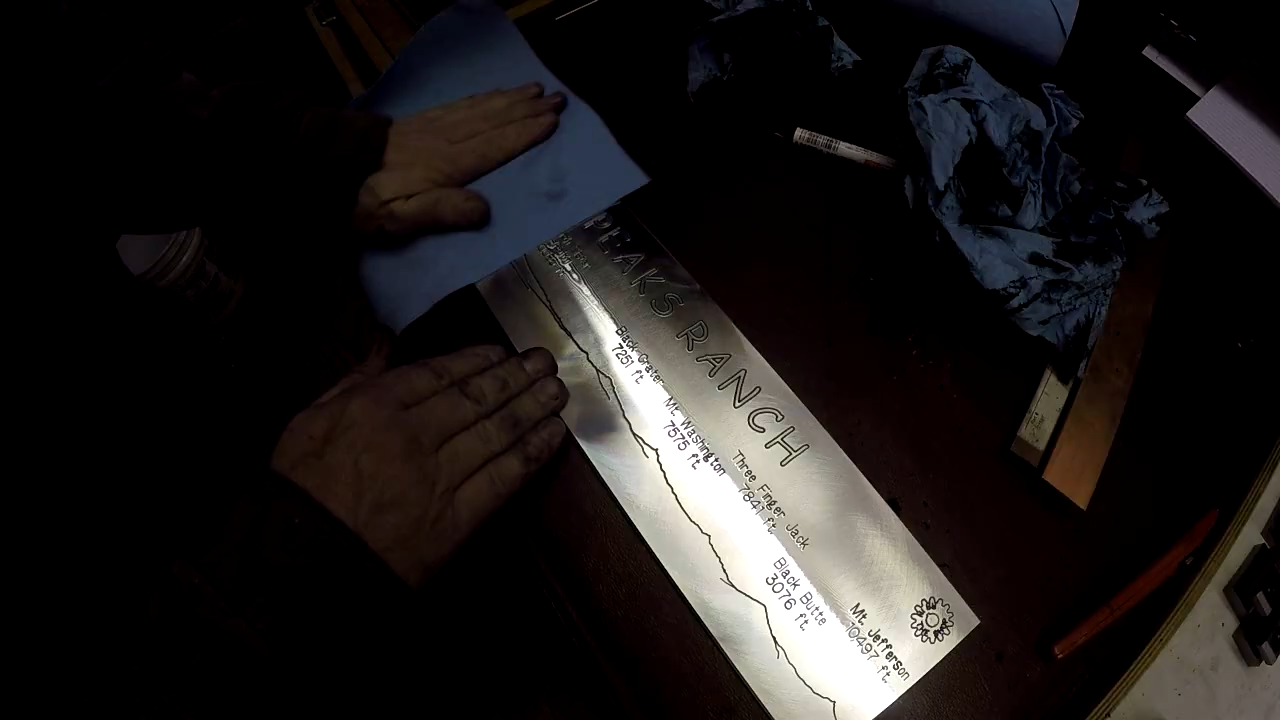 PEAKS RANCH
Black Crater
7251 ft.
Mt. Washington
7575 ft.
Three Finger Jack
7841 ft.
Black Butte
3076 ft.
Mt. Jefferson
10497 ft.